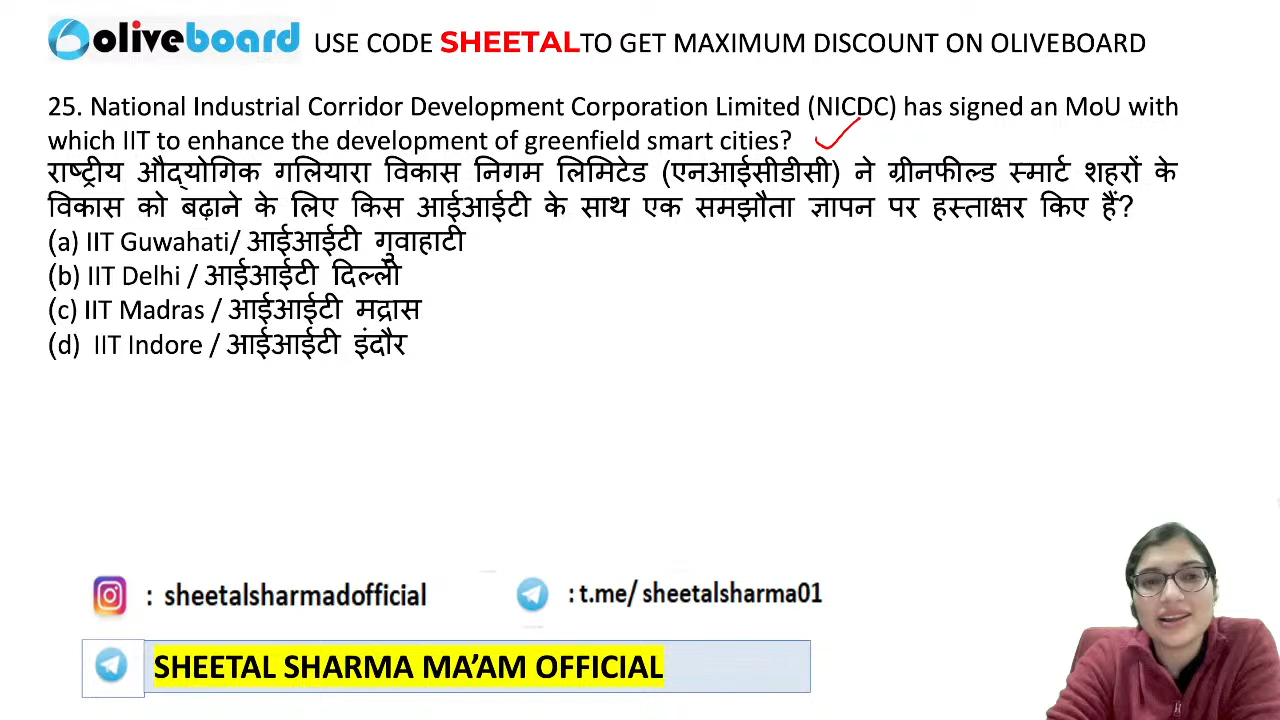 oliveboard USE CODE SHEETAL TO GET MAXIMUM DISCOUNT ON OLIVEBOARD
25. National Industrial Corridor Development Corporation Limited (NICDC) has signed an MoU with
which IIT to enhance the development of greenfield smart cities?
राष्ट्रीय औद्योगिक गलियारा विकास निगम लिमिटेड (एनआईसीडीसी) ने ग्रीनफील्ड स्मार्ट शहरों के
विकास को बढ़ाने के लिए किस आईआईटी के साथ एक समझौता ज्ञापन पर हस्ताक्षर किए हैं?
(a) IIT Guwahati/ आईआईटी गुवाहाटी
(b) IIT Delhi / आईआईटी दिल्ली
(c) IIT Madras / आईआईटी मद्रास
(d) IIT Indore / आईआईटी इंदौर
: sheetalsharmadofficial
: t.me/ sheetalsharma01
SHEETAL SHARMA MA’AM OFFICIAL